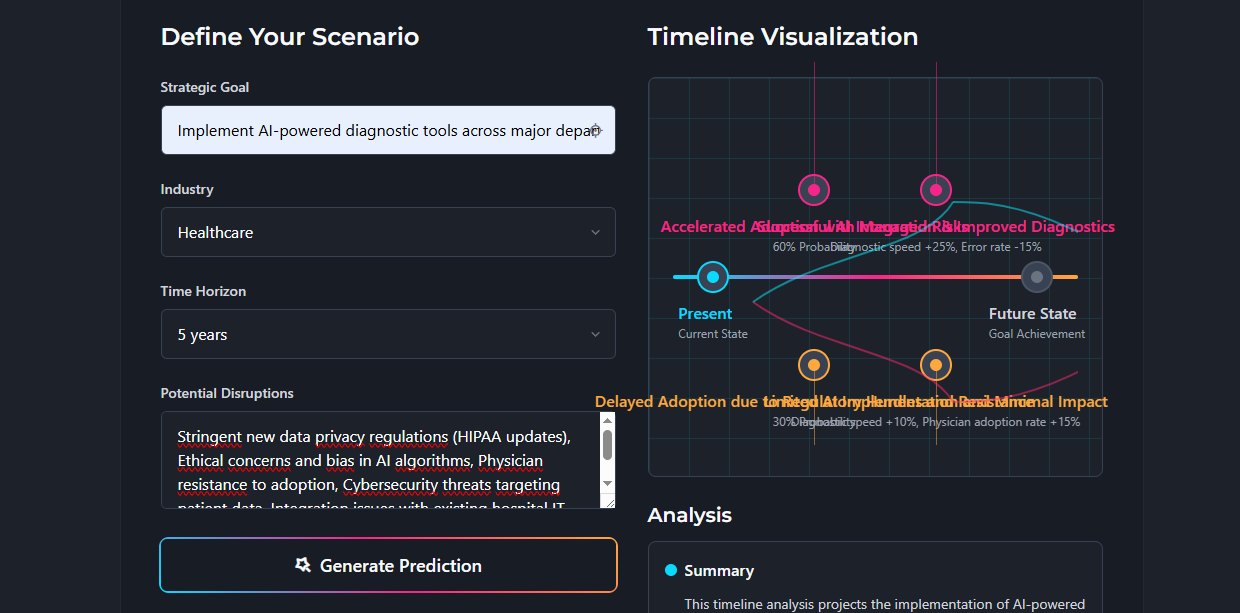 Define Your Scenario
Strategic Goal
Implement AI-powered diagnostic tools across major depart
Industry
Healthcare
Time Horizon
5 years
Potential Disruptions
Stringent new data privacy regulations (HIPAA updates),
Ethical concerns and bias in AI algorithms, Physician
resistance to adoption, Cybersecurity threats targeting
patient data, Integration issues with existing hospital IT
Generate Prediction
Timeline Visualization
Accelerated Adoption with Managed Risks
Successful AI Integration & Improved Diagnostics
60% Probability
Diagnostic speed +25%, Error rate -15%
Present
Current State
Future State
Goal Achievement
Delayed Adoption due to Regulatory Hurdles and Resistance
Limited AI Implementation and Minimal Impact
30% Probability
Diagnostic speed +10%, Physician adoption rate +15%
Analysis
Summary
This timeline analysis projects the implementation of AI-powered